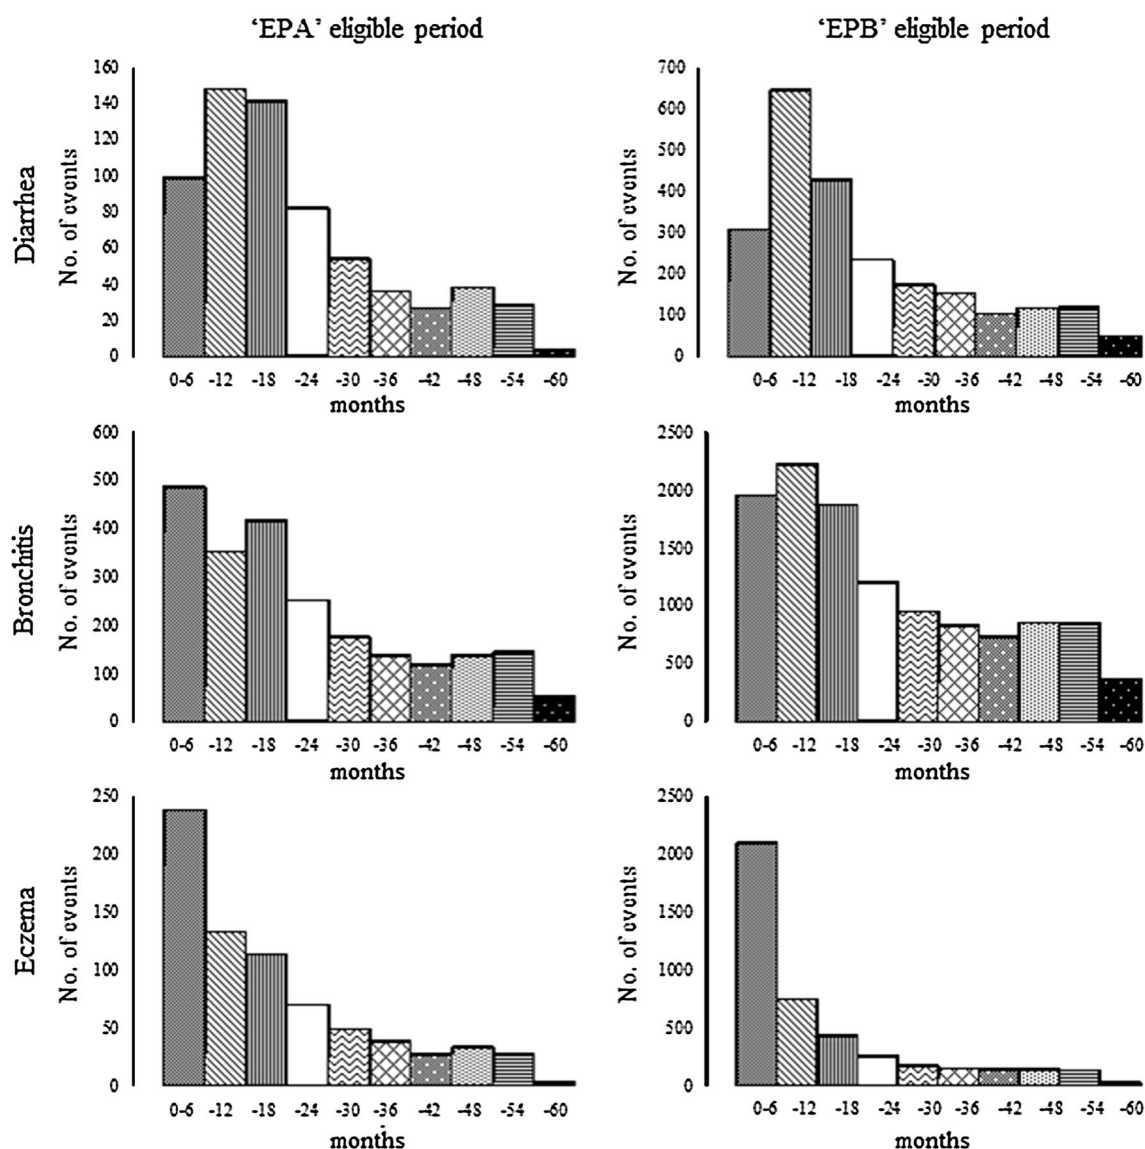 ‘EPA’ eligible period
‘EPB’ eligible period
Diarrhea
No. of events
160
140
120
100
80
60
40
20
0
0-6 -12 -18 -24 -30 -36 -42 -48 -54 -60
months
No. of events
700
600
500
400
300
200
100
0
0-6 -12 -18 -24 -30 -36 -42 -48 -54 -60
months
Bronchitis
No. of events
600
500
400
300
200
100
0
0-6 -12 -18 -24 -30 -36 -42 -48 -54 -60
months
No. of events
2500
2000
1500
1000
500
0
0-6 -12 -18 -24 -30 -36 -42 -48 -54 -60
months
Eczema
No. of events
250
200
150
100
50
0
0-6 -12 -18 -24 -30 -36 -42 -48 -54 -60
months
No. of events
2500
2000
1500
1000
500
0
0-6 -12 -18 -24 -30 -36 -42 -48 -54 -60
months